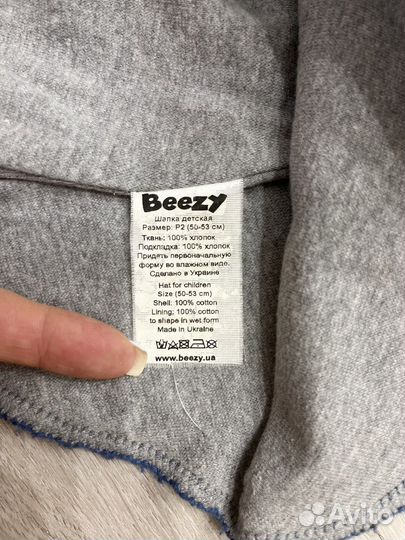 Beezy
Шапка детская
Размер: Р2 (50-53 см)
Ткань: 100% хлопок
Подкладка: 100% хлопок
Придять первоначальную
форму во влажном виде.
Сделано в Украине
Hat for children
Size (50-53 cm)
Shell: 100% cotton
Lining: 100% cotton
to shape in wet form
Made in Ukraine
www.beezy.ua
Avito